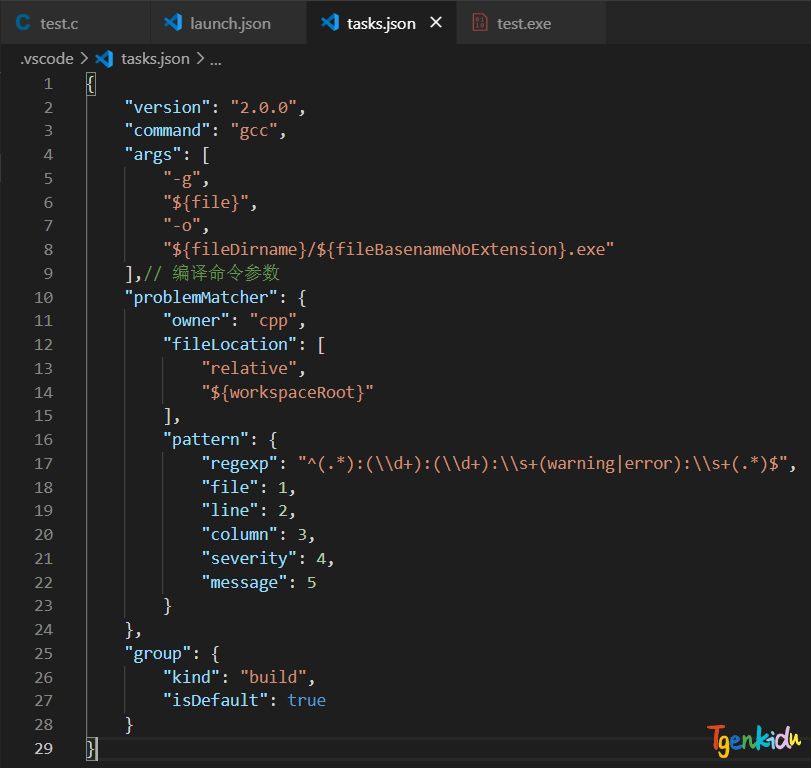 test.c launch.json tasks.json test.exe
.vscode > tasks.json > ...
1 {
2 "version": "2.0.0",
3 "command": "gcc",
4 "args": [
5 "-g",
6 "${file}",
7 "-o",
8 "${fileDirname}/${fileBasenameNoExtension}.exe"
9 ],// 编译命令参数
10 "problemMatcher": {
11 "owner": "cpp",
12 "fileLocation": [
13 "relative",
14 "${workspaceRoot}"
15 ],
16 "pattern": {
17 "regexp": "^(.*):(\\d+):(\\d+):\\s+(warning|error):\\s+(.*)$",
18 "file": 1,
19 "line": 2,
20 "column": 3,
21 "severity": 4,
22 "message": 5
23 }
24 },
25 "group": {
26 "kind": "build",
27 "isDefault": true
28 }
29 }
Tgenkidu